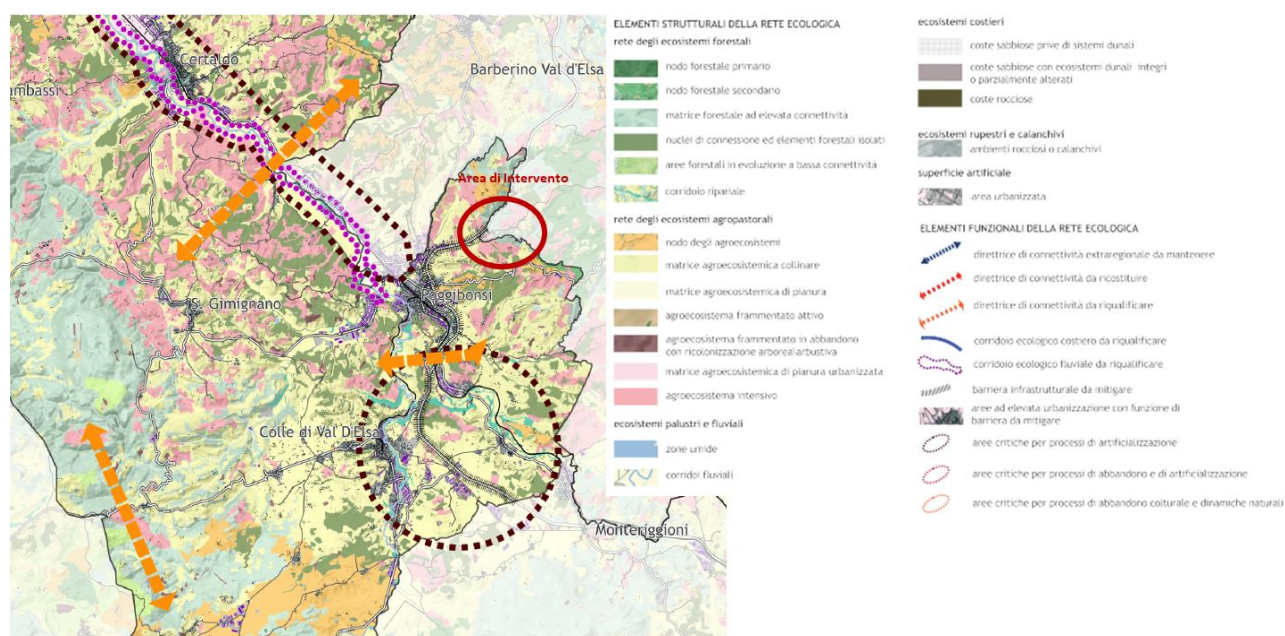 Certaldo
ambassi
Barberino Val d'Elsa
Area di Intervento
S. Gimignano
Poggibonsi
Colle di Val D'Elsa
Monteriggioni
ELEMENTI STRUTTURALI DELLA RETE ECOLOGICA
rete degli ecosistemi forestali
nodo forestale primario
nodo forestale secondario
matrice forestale ad elevata connettività
nuclei di connessione ed elementi forestali isolati
aree forestali in evoluzione a bassa connettività
corridoio ripariale
rete degli ecosistemi agropastorali
nodo degli agroecosistemi
matrice agroecosistemica collinare
matrice agroecosistemica di pianura
agroecosistema frammentato attivo
agroecosistema frammentato in abbandono
con ricolonizzazione arborea/arbustiva
matrice agroecosistemica di pianura urbanizzata
agroecosistema intensivo
ecosistemi palustri e fluviali
zone umide
corridoi fluviali
ecosistemi costieri
coste sabbiose prive di sistemi dunali
coste sabbiose con ecosistemi dunali integri
o parzialmente alterati
coste rocciose
ecosistemi rupestri e calanchivi
ambienti rocciosi o calanchivi
superficie artificiale
area urbanizzata
ELEMENTI FUNZIONALI DELLA RETE ECOLOGICA
direttrice di connettività extraregionale da mantenere
direttrice di connettività da ricostituire
direttrice di connettività da riqualificare
corridoio ecologico costiero da riqualificare
corridoio ecologico fluviale da riqualificare
barriera infrastrutturale da mitigare
aree ad elevata urbanizzazione con funzione di
barriera da mitigare
aree critiche per processi di artificializzazione
aree critiche per processi di abbandono e di artificializzazione
aree critiche per processi di abbandono colturale e dinamiche naturali